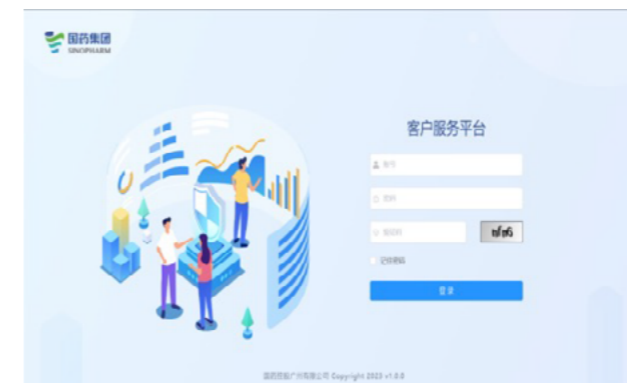 国药集团
SINOPHARM
客户服务平台
账号
密码
验证码
记住密码
登录
国药控股广州有限公司 Copyright 2023 v1.0.0